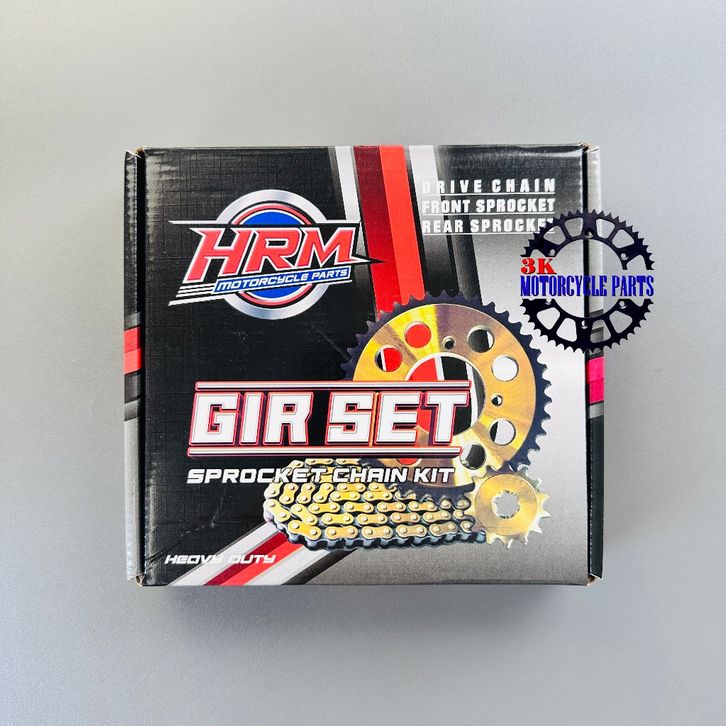 DRIVE CHAIN
FRONT SPROCKET
REAR SPROCKET
HRM
MOTORCYCLE PARTS
3K
MOTORCYCLE PARTS
GIR SET
SPROCKET CHAIN KIT
HEAVY DUTY